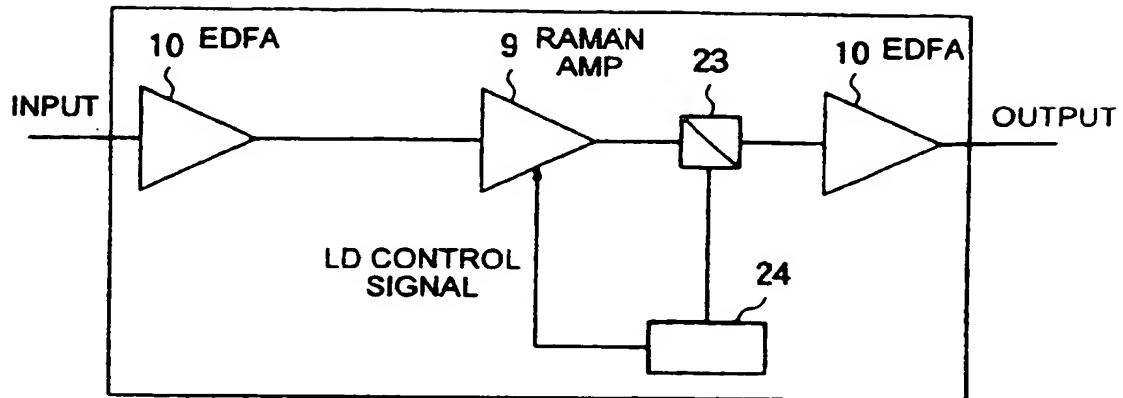 10 EDFA
9 RAMAN
AMP
23
10 EDFA
INPUT
OUTPUT
LD CONTROL
SIGNAL
24